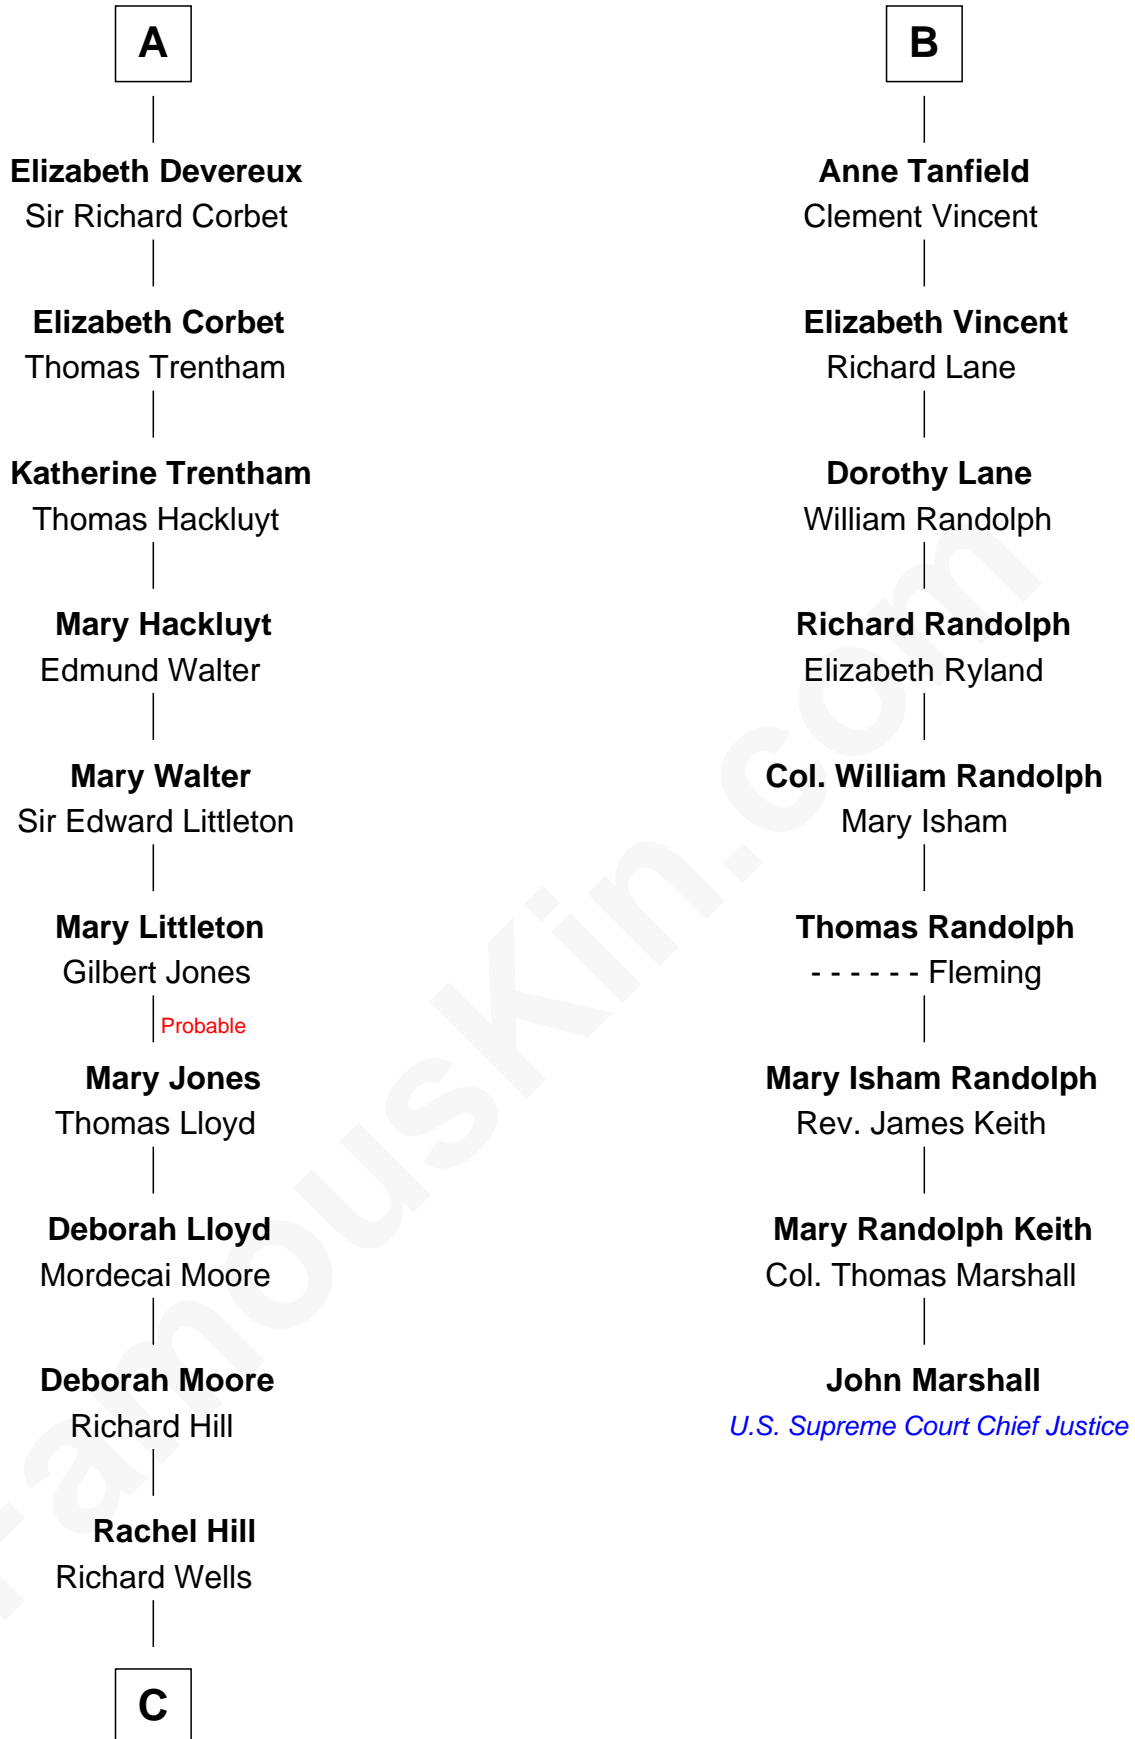 A
Elizabeth Devereux
Sir Richard Corbet
Elizabeth Corbet
Thomas Trentham
Katherine Trentham
Thomas Hackluyt
Mary Hackluyt
Edmund Walter
Mary Walter
Sir Edward Littleton
Mary Littleton
Gilbert Jones
Probable
Mary Jones
Thomas Lloyd
Deborah Lloyd
Mordecai Moore
Deborah Moore
Richard Hill
Rachel Hill
Richard Wells
C
B
Anne Tanfield
Clement Vincent
Elizabeth Vincent
Richard Lane
Dorothy Lane
William Randolph
Richard Randolph
Elizabeth Ryland
Col. William Randolph
Mary Isham
Thomas Randolph
- - - - - - Fleming
Mary Isham Randolph
Rev. James Keith
Mary Randolph Keith
Col. Thomas Marshall
John Marshall
U.S. Supreme Court Chief Justice
FamousKin.com